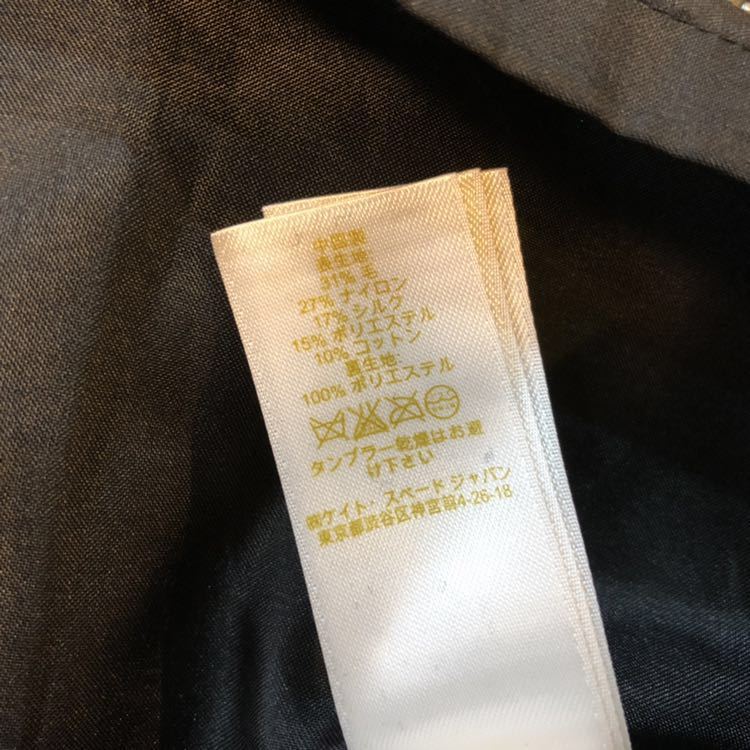 中国製
表生地:
31% 毛
27% ナイロン
17% シルク
15% ポリエステル
10% コットン
裏生地:
100% ポリエステル
タンブラー乾燥はお避
け下さい
㈱ケイト・スペード ジャパン
東京都渋谷区神宮前4-26-18